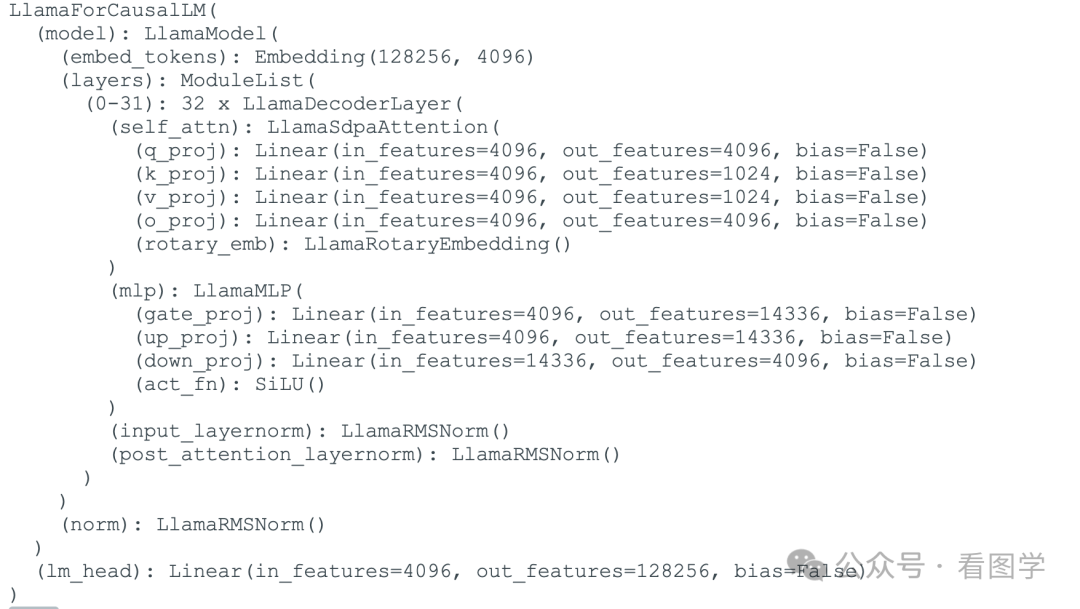 LlamaForCausalLM(
  (model): LlamaModel(
    (embed_tokens): Embedding(128256, 4096)
    (layers): ModuleList(
      (0-31): 32 x LlamaDecoderLayer(
        (self_attn): LlamaSdpaAttention(
          (q_proj): Linear(in_features=4096, out_features=4096, bias=False)
          (k_proj): Linear(in_features=4096, out_features=1024, bias=False)
          (v_proj): Linear(in_features=4096, out_features=1024, bias=False)
          (o_proj): Linear(in_features=4096, out_features=4096, bias=False)
          (rotary_emb): LlamaRotaryEmbedding()
        )
        (mlp): LlamaMLP(
          (gate_proj): Linear(in_features=4096, out_features=14336, bias=False)
          (up_proj): Linear(in_features=4096, out_features=14336, bias=False)
          (down_proj): Linear(in_features=14336, out_features=4096, bias=False)
          (act_fn): SiLU()
        )
        (input_layernorm): LlamaRMSNorm()
        (post_attention_layernorm): LlamaRMSNorm()
      )
    )
    (norm): LlamaRMSNorm()
  )
  (lm_head): Linear(in_features=4096, out_features=128256, bias=False)
公众号 · 看图学
)